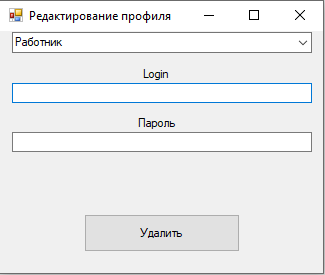 Редактирование профиля
Работник
Login
Пароль
Удалить